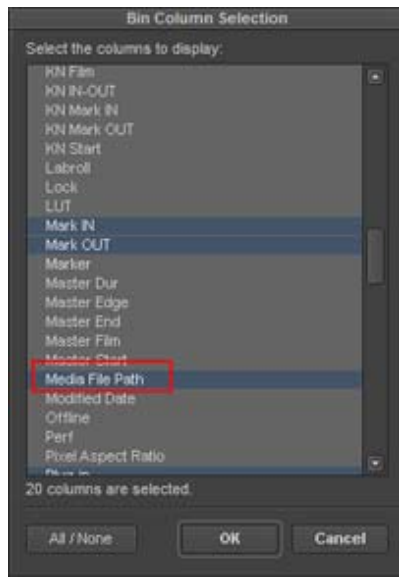 Bin Column Selection
Select the columns to display:
KN Film
KN IN-OUT
KN Mark IN
KN Mark OUT
KN Start
Labroll
Lock
LUT
Mark IN
Mark OUT
Marker
Master Dur
Master Edge
Master End
Master Film
Master Start
Media File Path
Modified Date
Offline
Perf
Pixel Aspect Ratio
Plug-in
20 columns are selected.
All / None
OK
Cancel